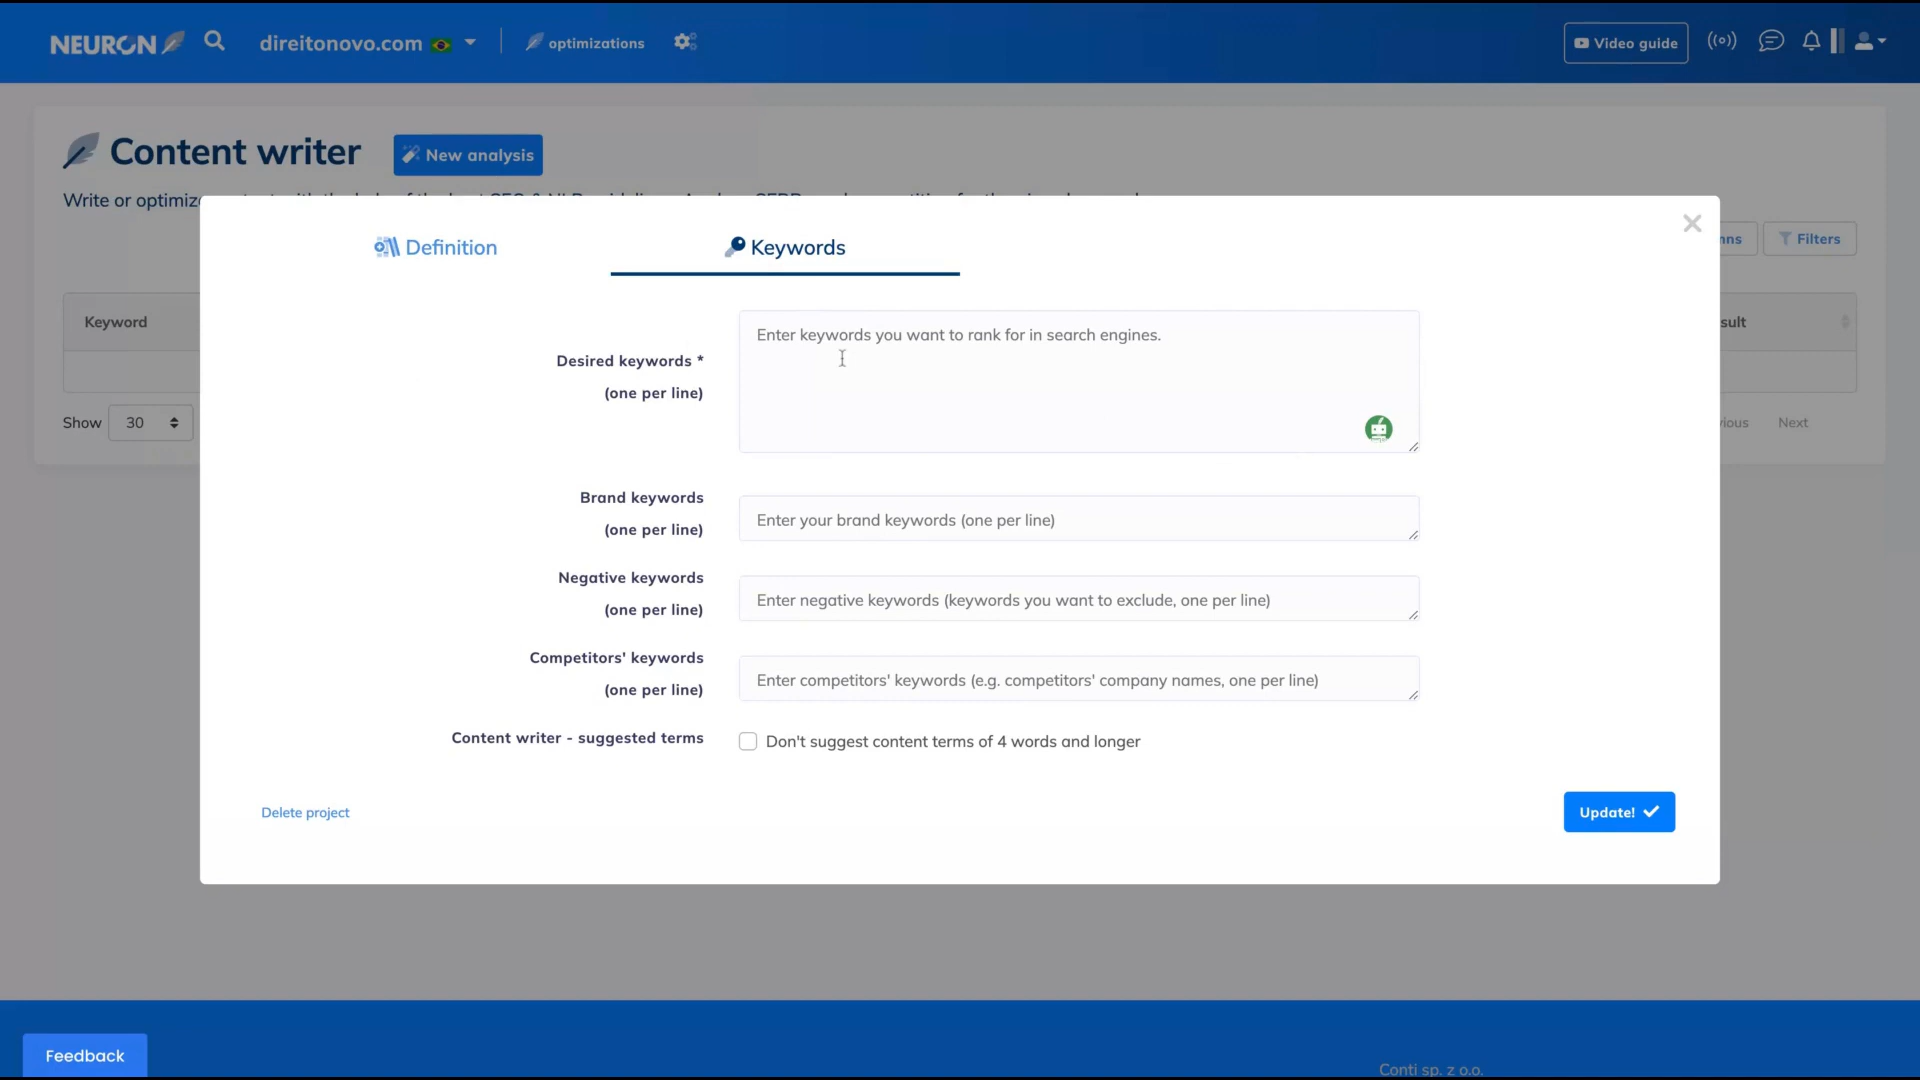 NEURON
direitonovo.com
optimizations
Video guide
Content writer
New analysis
Write or optimize
Filters
Definition
Keywords
Keyword
Enter keywords you want to rank for in search engines.
Desired keywords *
(one per line)
Show 30
Next
Brand keywords
(one per line)
Enter your brand keywords (one per line)
Negative keywords
(one per line)
Enter negative keywords (keywords you want to exclude, one per line)
Competitors' keywords
(one per line)
Enter competitors' keywords (e.g. competitors' company names, one per line)
Content writer - suggested terms
Don't suggest content terms of 4 words and longer
Delete project
Update!
Feedback
Conti sp. z o.o.